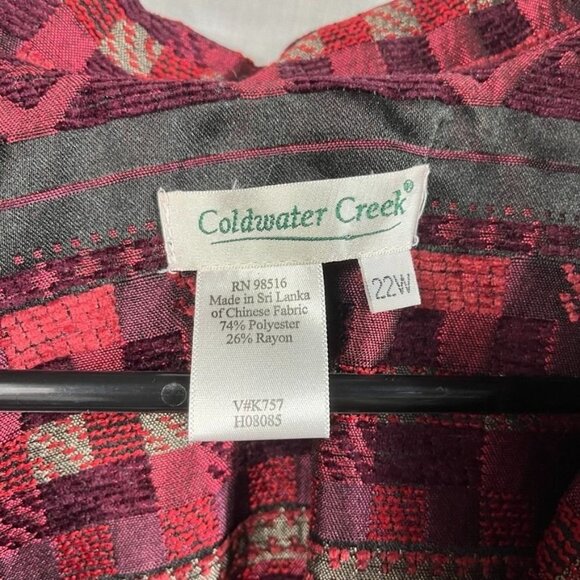 Coldwater Creek®
22W
RN 98516
Made in Sri Lanka
of Chinese Fabric
74% Polyester
26% Rayon
V#K757
H08085